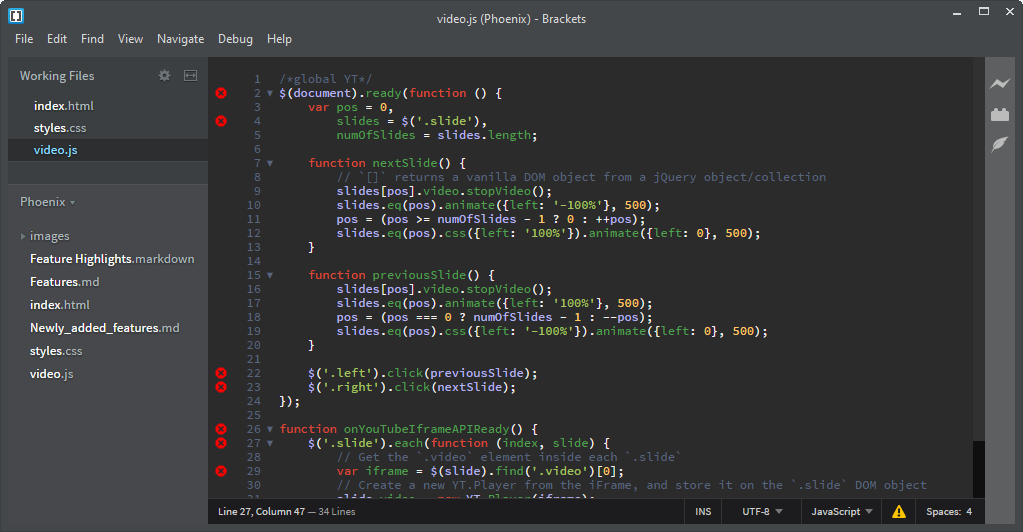 video.js (Phoenix) - Brackets
File Edit Find View Navigate Debug Help
Working Files
index.html
styles.css
video.js
Phoenix
images
Feature Highlights.markdown
Features.md
index.html
Newly_added_features.md
styles.css
video.js
1 /*global YT*/
2 $(document).ready(function () {
3     var pos = 0,
4         slides = $('.slide'),
5         numOfSlides = slides.length;
6
7     function nextSlide() {
8         // `[]` returns a vanilla DOM object from a jQuery object/collection
9         slides[pos].video.stopVideo();
10         slides.eq(pos).animate({left: '-100%'}, 500);
11         pos = (pos >= numOfSlides - 1 ? 0 : ++pos);
12         slides.eq(pos).css({left: '100%'}).animate({left: 0}, 500);
13     }
14
15     function previousSlide() {
16         slides[pos].video.stopVideo();
17         slides.eq(pos).animate({left: '100%'}, 500);
18         pos = (pos === 0 ? numOfSlides - 1 : --pos);
19         slides.eq(pos).css({left: '-100%'}).animate({left: 0}, 500);
20     }
21
22     $('.left').click(previousSlide);
23     $('.right').click(nextSlide);
24 });
25
26 function onYouTubeIframeAPIReady() {
27     $('.slide').each(function (index, slide) {
28         // Get the `.video` element inside each `.slide`
29         var iframe = $(slide).find('.video')[0];
30         // Create a new YT.Player from the iFrame, and store it on the `.slide` DOM object
31         slide.video = new YT.Player(iframe);
Line 27, Column 47 — 34 Lines INS UTF-8 JavaScript Spaces: 4